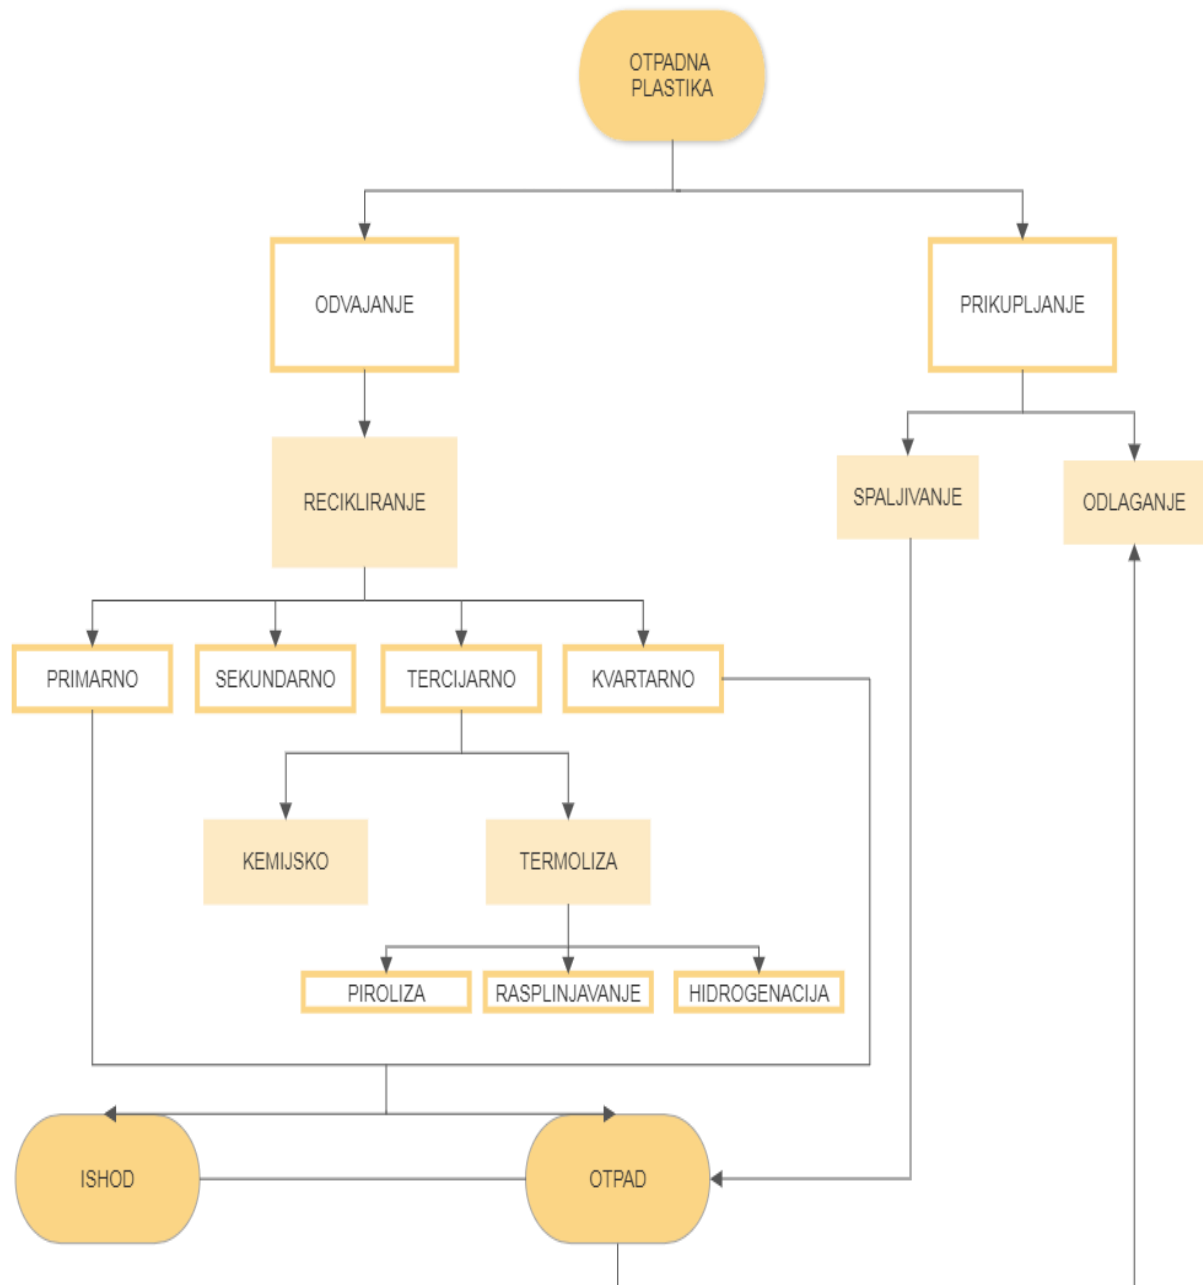 OTPADNA
PLASTIKA
ODVAJANJE
PRIKUPLJANJE
RECIKLIRANJE
SPALJIVANJE
ODLAGANJE
PRIMARNO
SEKUNDARNO
TERCIJARNO
KVARTARNO
KEMIJSKO
TERMOLIZA
PIROLIZA
RASPLINJAVANJE
HIDROGENACIJA
ISHOD
OTPAD